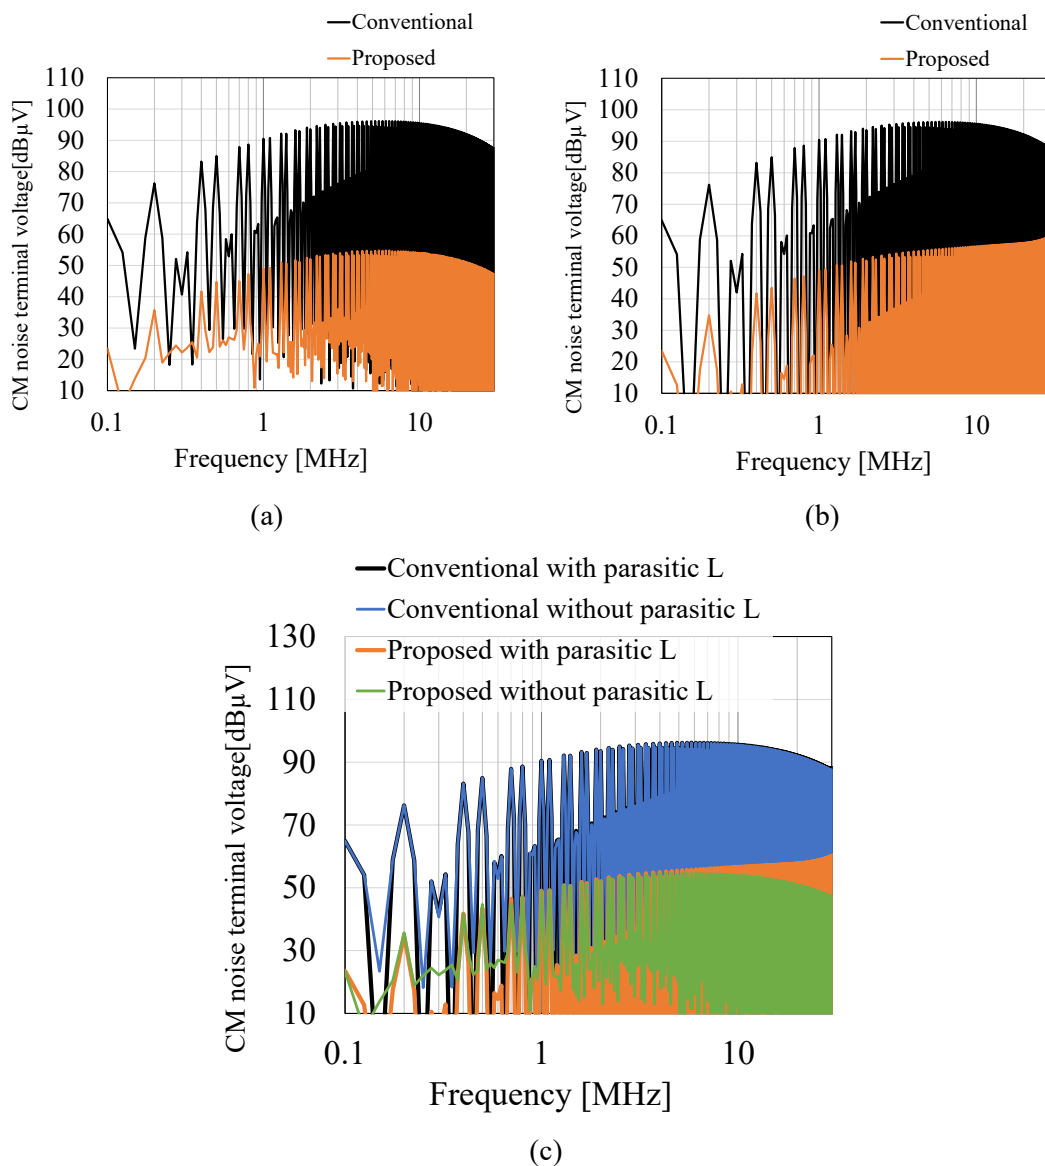 Conventional
Proposed
110
100
90
80
70
60
50
40
30
20
10
CM noise terminal voltage[dBμV]
0.1 1 10
Frequency [MHz]
(a)
Conventional
Proposed
110
100
90
80
70
60
50
40
30
20
10
CM noise terminal voltage[dBμV]
0.1 1 10
Frequency [MHz]
(b)
Conventional with parasitic L
Conventional without parasitic L
Proposed with parasitic L
Proposed without parasitic L
130
110
90
70
50
30
10
CM noise terminal voltage[dBμV]
0.1 1 10
Frequency [MHz]
(c)